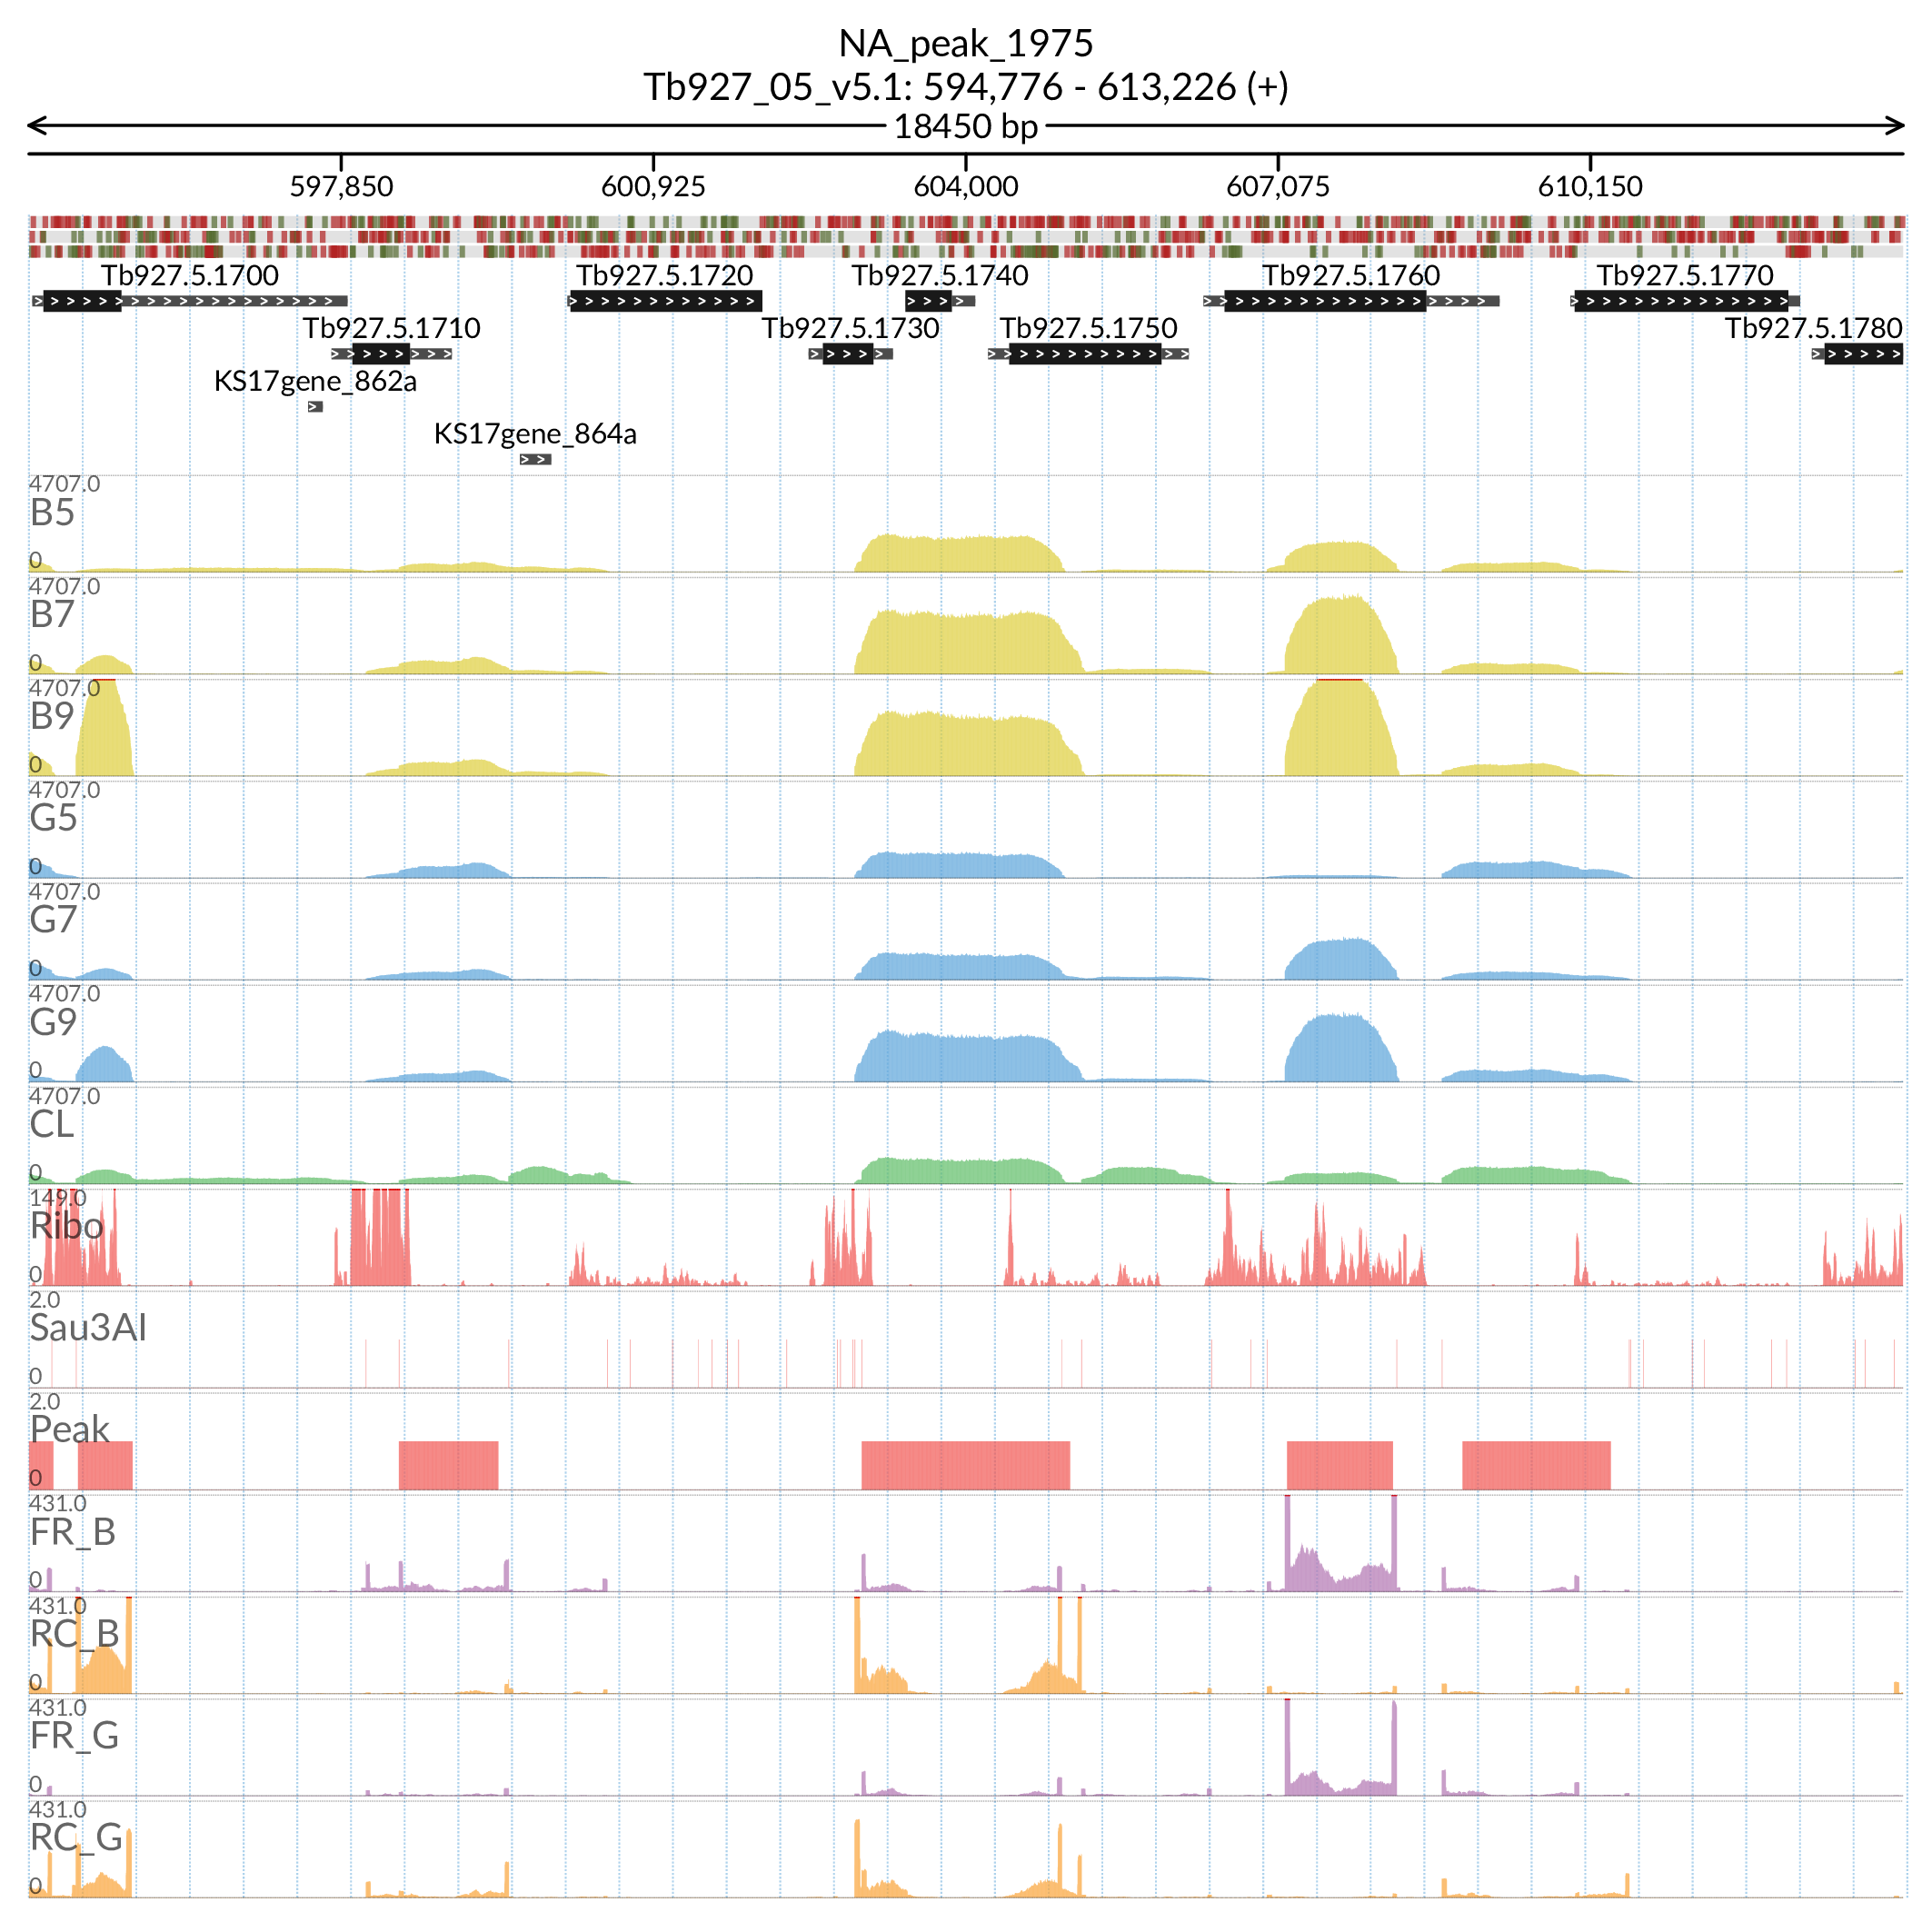 NA_peak_1975
Tb927_05_v5.1: 594,776 - 613,226 (+)
18450 bp
597,850 600,925 604,000 607,075 610,150
Tb927.5.1700 Tb927.5.1720 Tb927.5.1740 Tb927.5.1760 Tb927.5.1770
Tb927.5.1710 Tb927.5.1730 Tb927.5.1750 Tb927.5.1780
KS17gene_862a
KS17gene_864a
4707.0
B5
0
4707.0
B7
0
4707.0
B9
0
4707.0
G5
0
4707.0
G7
0
4707.0
G9
0
4707.0
CL
0
149.0
Ribo
0
2.0
Sau3AI
0
2.0
Peak
0
431.0
FR_B
0
431.0
RC_B
0
431.0
FR_G
0
431.0
RC_G
0